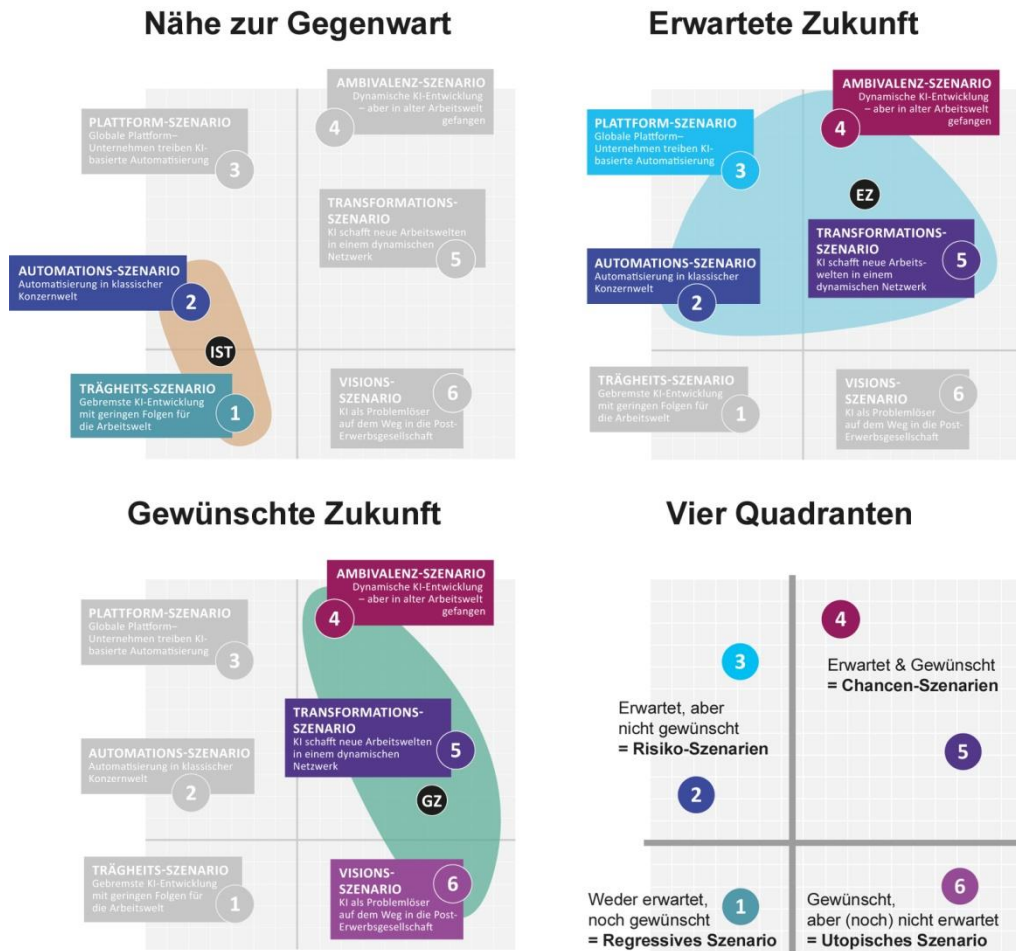 Nähe zur Gegenwart
AMBIVALENZ-SZENARIO
Dynamische KI-Entwicklung
– aber in alter Arbeitswelt
gefangen
4
PLATTFORM-SZENARIO
Globale Plattform–
Unternehmen treiben KI-
basierte Automatisierung
3
TRANSFORMATIONS-
SZENARIO
KI schafft neue Arbeitswelten
in einem dynamischen
Netzwerk
5
AUTOMATIONS-SZENARIO
Automatisierung in klassischer
Konzernwelt
2
IST
TRÄGHEITS-SZENARIO
Gebremste KI-Entwicklung
mit geringen Folgen für
die Arbeitswelt
1
VISIONS-
SZENARIO
KI als Problemlöser
auf dem Weg in die Post-
Erwerbsgesellschaft
6
Erwartete Zukunft
AMBIVALENZ-SZENARIO
Dynamische KI-Entwicklung
– aber in alter Arbeitswelt
gefangen
4
PLATTFORM-SZENARIO
Globale Plattform–
Unternehmen treiben KI-
basierte Automatisierung
3
EZ
TRANSFORMATIONS-
SZENARIO
KI schafft neue Arbeits-
welten in einem
dynamischen Netzwerk
5
AUTOMATIONS-SZENARIO
Automatisierung in klassischer
Konzernwelt
2
TRÄGHEITS-SZENARIO
Gebremste KI-Entwicklung
mit geringen Folgen für
die Arbeitswelt
1
VISIONS-
SZENARIO
KI als Problemlöser
auf dem Weg in die Post-
Erwerbsgesellschaft
6
Gewünschte Zukunft
AMBIVALENZ-SZENARIO
Dynamische KI-Entwicklung
– aber in alter Arbeitswelt
gefangen
4
PLATTFORM-SZENARIO
Globale Plattform–
Unternehmen treiben KI-
basierte Automatisierung
3
TRANSFORMATIONS-
SZENARIO
KI schafft neue Arbeitswelten
in einem dynamischen
Netzwerk
5
AUTOMATIONS-SZENARIO
Automatisierung in klassischer
Konzernwelt
2
GZ
TRÄGHEITS-SZENARIO
Gebremste KI-Entwicklung
mit geringen Folgen für
die Arbeitswelt
1
VISIONS-
SZENARIO
KI als Problemlöser
auf dem Weg in die Post-
Erwerbsgesellschaft
6
Vier Quadranten
4
3
Erwartet & Gewünscht
= Chancen-Szenarien
Erwartet, aber
nicht gewünscht
= Risiko-Szenarien
5
2
Weder erwartet,
noch gewünscht
= Regressives Szenario
1
Gewünscht,
aber (noch) nicht erwartet
= Utopisches Szenario
6